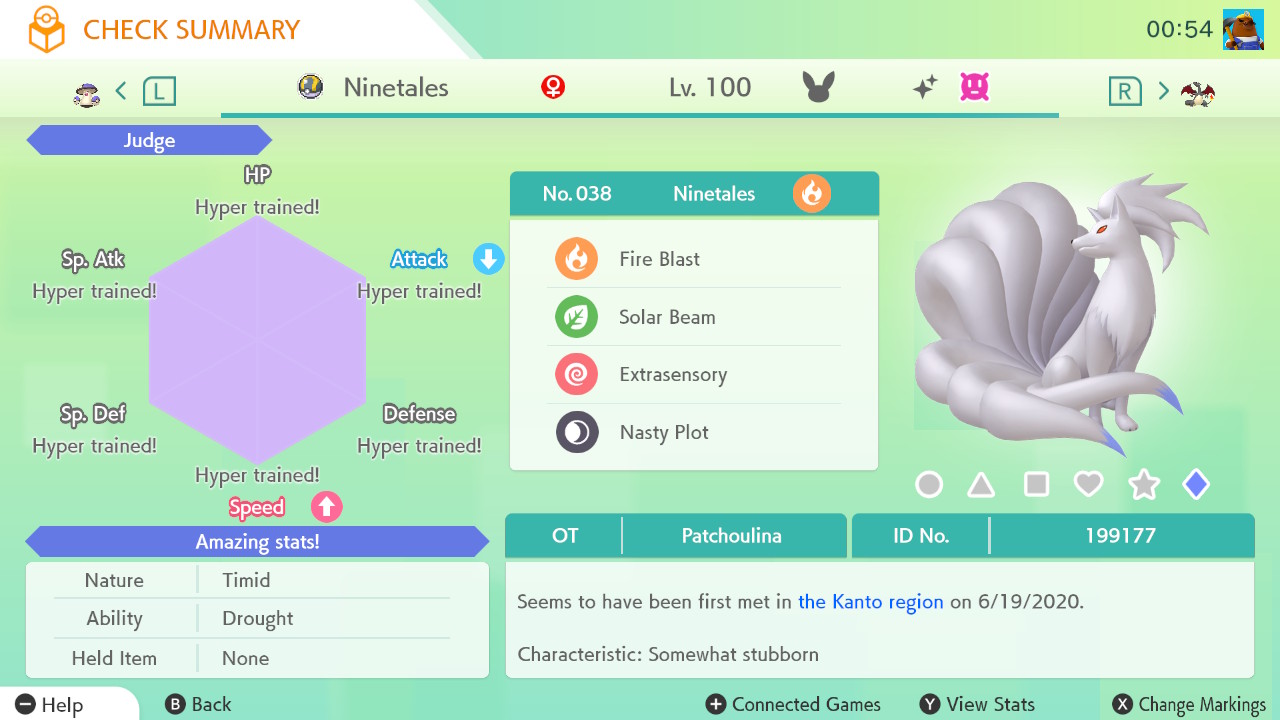 CHECK SUMMARY
00:54
L
Ninetales
Lv. 100
R
Judge
HP
Hyper trained!
Sp. Atk
Hyper trained!
Attack
Hyper trained!
Sp. Def
Hyper trained!
Defense
Hyper trained!
Hyper trained!
Speed
Amazing stats!
Nature Timid
Ability Drought
Held Item None
No. 038 Ninetales
Fire Blast
Solar Beam
Extrasensory
Nasty Plot
OT Patchoulina
ID No. 199177
Seems to have been first met in the Kanto region on 6/19/2020.
Characteristic: Somewhat stubborn
Help
B Back
Connected Games
Y View Stats
X Change Markings